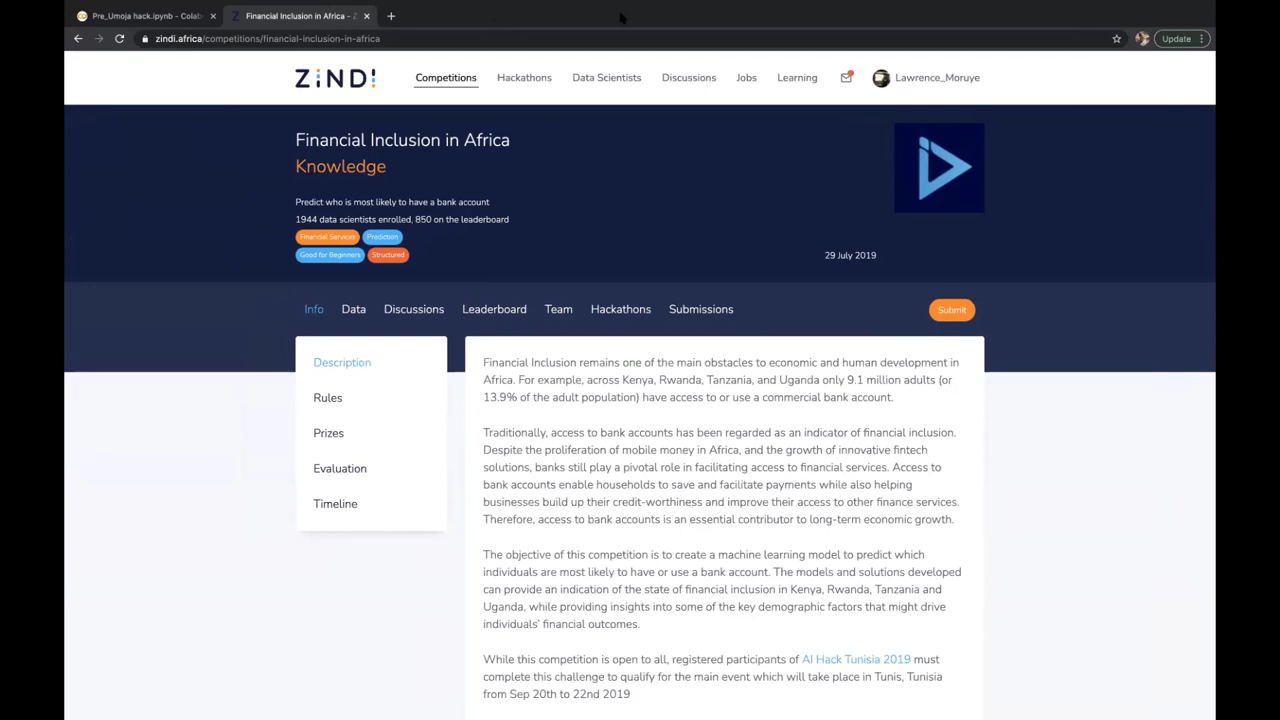 Pre_Umoja hack.ipynb - Colab
Financial Inclusion in Africa - Z
zindi.africa/competitions/financial-inclusion-in-africa
Update
ZiNDi
Competitions
Hackathons
Data Scientists
Discussions
Jobs
Learning
Lawrence_Moruye
Financial Inclusion in Africa
Knowledge
Predict who is most likely to have a bank account
1944 data scientists enrolled, 850 on the leaderboard
Financial Services
Prediction
Good for Beginners
Structured
29 July 2019
Info
Data
Discussions
Leaderboard
Team
Hackathons
Submissions
Submit
Description
Rules
Prizes
Evaluation
Timeline
Financial Inclusion remains one of the main obstacles to economic and human development in
Africa. For example, across Kenya, Rwanda, Tanzania, and Uganda only 9.1 million adults (or
13.9% of the adult population) have access to or use a commercial bank account.
Traditionally, access to bank accounts has been regarded as an indicator of financial inclusion.
Despite the proliferation of mobile money in Africa, and the growth of innovative fintech
solutions, banks still play a pivotal role in facilitating access to financial services. Access to
bank accounts enable households to save and facilitate payments while also helping
businesses build up their credit-worthiness and improve their access to other finance services.
Therefore, access to bank accounts is an essential contributor to long-term economic growth.
The objective of this competition is to create a machine learning model to predict which
individuals are most likely to have or use a bank account. The models and solutions developed
can provide an indication of the state of financial inclusion in Kenya, Rwanda, Tanzania and
Uganda, while providing insights into some of the key demographic factors that might drive
individuals' financial outcomes.
While this competition is open to all, registered participants of AI Hack Tunisia 2019 must
complete this challenge to qualify for the main event which will take place in Tunis, Tunisia
from Sep 20th to 22nd 2019